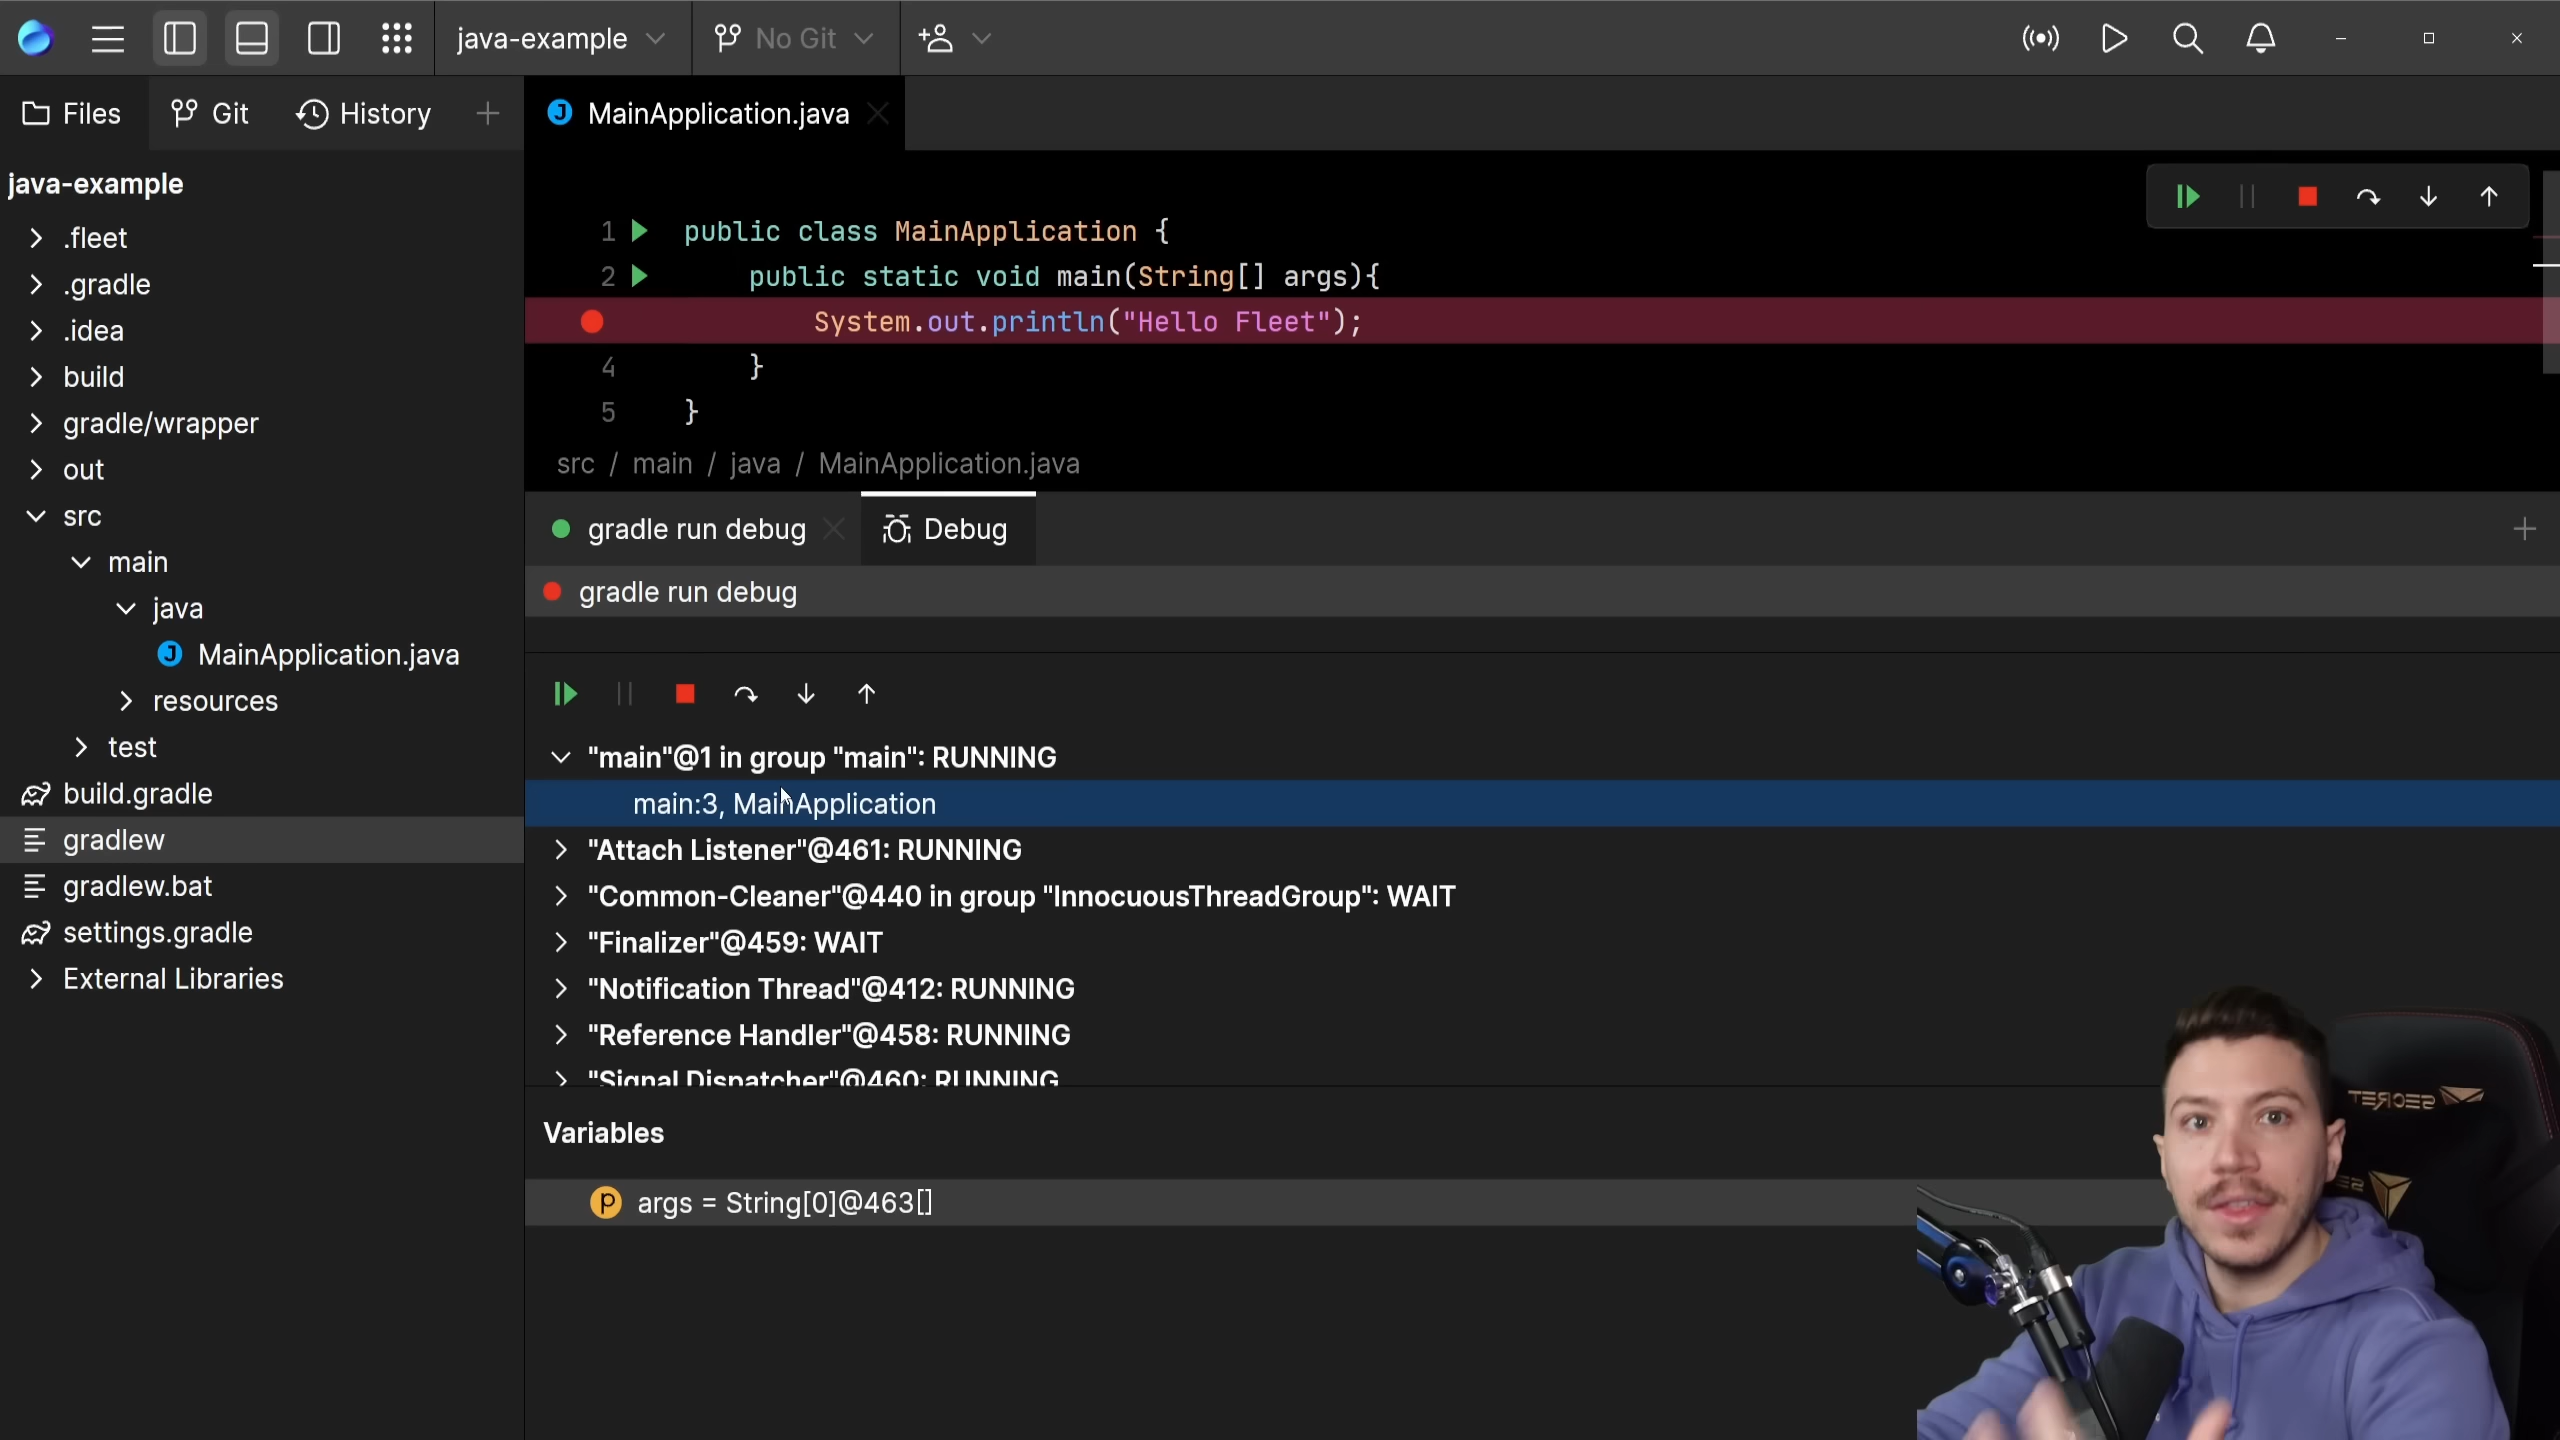 java-example
No Git
Files
Git
History
MainApplication.java
java-example
.fleet
.gradle
.idea
build
gradle/wrapper
out
src
main
java
MainApplication.java
resources
test
build.gradle
gradlew
gradlew.bat
settings.gradle
External Libraries
1 public class MainApplication {
2 public static void main(String[] args){
System.out.println("Hello Fleet");
4 }
5 }
src / main / java / MainApplication.java
gradle run debug
Debug
gradle run debug
"main"@1 in group "main": RUNNING
main:3, MainApplication
"Attach Listener"@461: RUNNING
"Common-Cleaner"@440 in group "InnocuousThreadGroup": WAIT
"Finalizer"@459: WAIT
"Notification Thread"@412: RUNNING
"Reference Handler"@458: RUNNING
"Signal Dispatcher"@460: RUNNING
Variables
p args = String[0]@463[]
SECRET